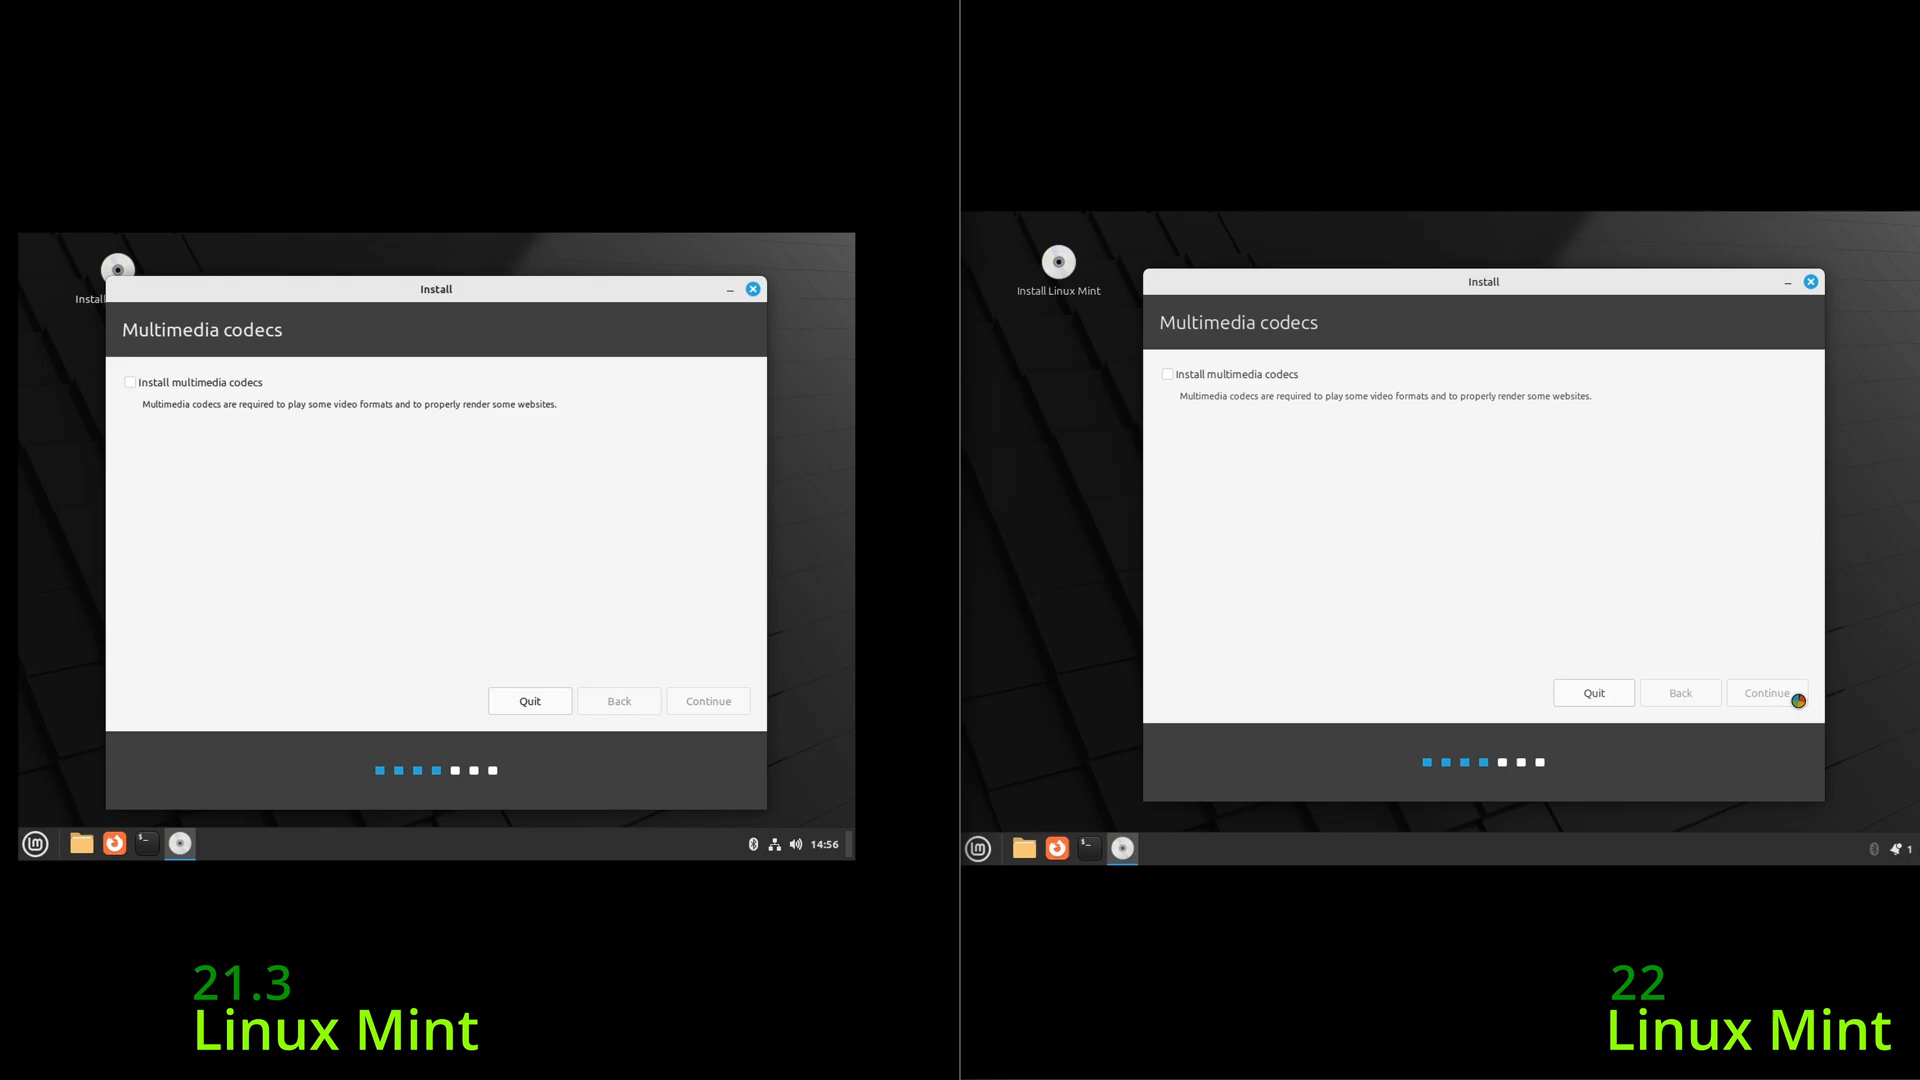 Install
Install
Multimedia codecs
Install multimedia codecs
Multimedia codecs are required to play some video formats and to properly render some websites.
Quit
Back
Continue
14:56
21.3
Linux Mint
Install Linux Mint
Install
Multimedia codecs
Install multimedia codecs
Multimedia codecs are required to play some video formats and to properly render some websites.
Quit
Back
Continue
1
22
Linux Mint